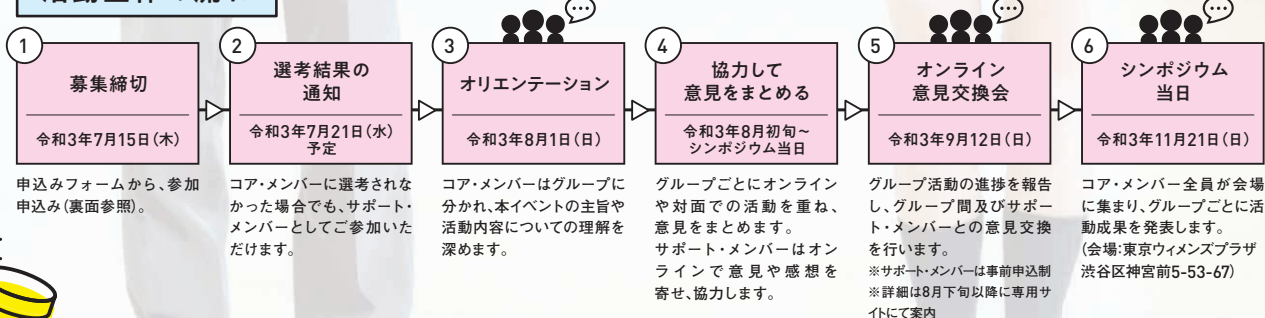 1
募集締切
令和3年7月15日(木)
申込みフォームから、参加
申込み(裏面参照)。
2
選考結果の
通知
令和3年7月21日(水)
予定
コア・メンバーに選考されな
かった場合でも、サポート・
メンバーとしてご参加いた
だけます。
3
オリエンテーション
令和3年8月1日(日)
コア・メンバーはグループに
分かれ、本イベントの主旨や
活動内容についての理解を
深めます。
4
協力して
意見をまとめる
令和3年8月初旬~
シンポジウム当日
グループごとにオンライン
や対面での活動を重ね、
意見をまとめます。
サポート・メンバーはオン
ラインで意見や感想を
寄せ、協力します。
5
オンライン
意見交換会
令和3年9月12日(日)
グループ活動の進捗を報告
し、グループ間及びサポー
ト・メンバーとの意見交換
を行います。
※サポート・メンバーは事前申込制
※詳細は8月下旬以降に専用サ
イトにて案内
6
シンポジウム
当日
令和3年11月21日(日)
コア・メンバー全員が会場
に集まり、グループごとに活
動成果を発表します。
(会場:東京ウィメンズプラザ
渋谷区神宮前5-53-67)